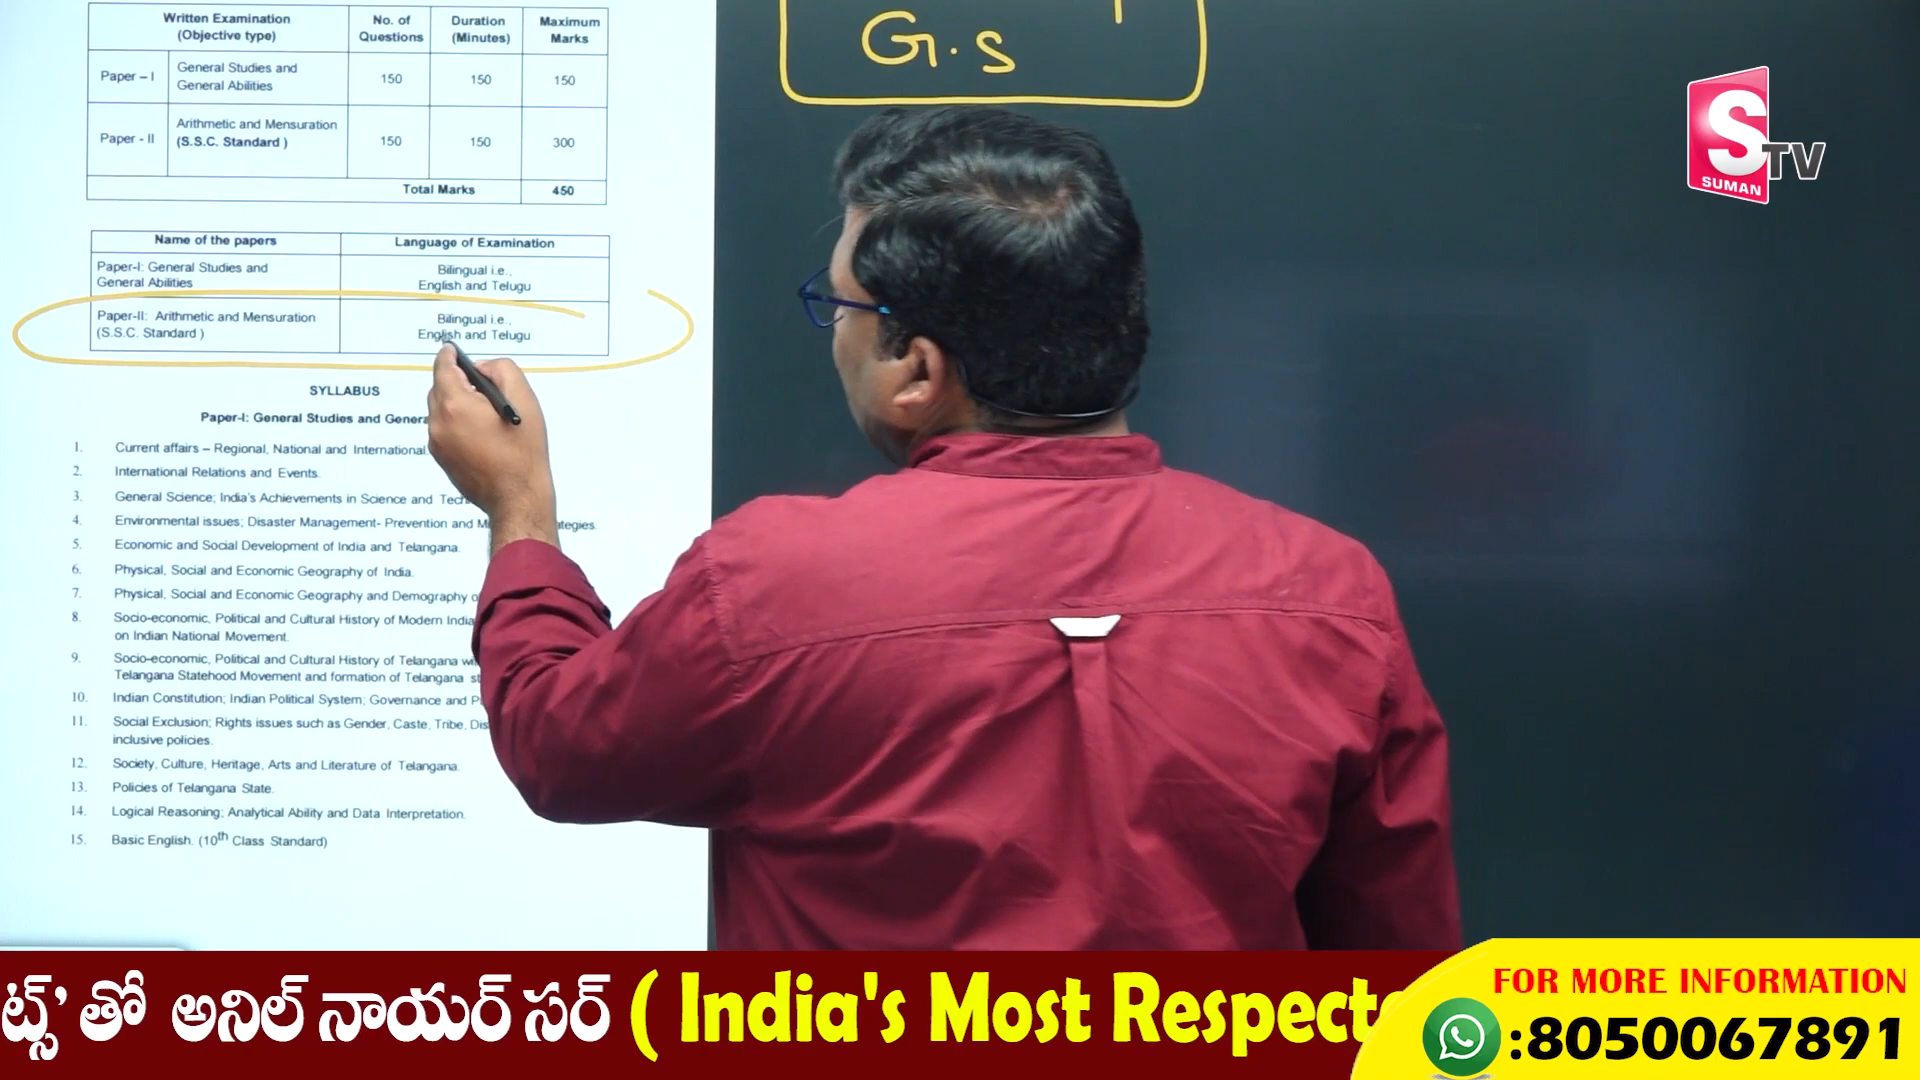 Written Examination (Objective type) No. of Questions Duration (Minutes) Maximum Marks
Paper – I General Studies and General Abilities 150 150 150
Paper - II Arithmetic and Mensuration (S.S.C. Standard ) 150 150 300
Total Marks 450
Name of the papers Language of Examination
Paper-I: General Studies and General Abilities Bilingual i.e., English and Telugu
Paper-II: Arithmetic and Mensuration (S.S.C. Standard ) Bilingual i.e., English and Telugu
SYLLABUS
Paper-I: General Studies and
1. Current affairs – Regional, National and International.
2. International Relations and Events.
3. General Science; India's Achievements in Science and
4. Environmental issues; Disaster Management- Prevention and
5. Economic and Social Development of India and Telangana.
6. Physical, Social and Economic Geography of India.
7. Physical, Social and Economic Geography and Demography
8. Socio-economic, Political and Cultural History of Modern
on Indian National Movement.
9. Socio-economic, Political and Cultural History of Telangana
Telangana Statehood Movement and formation of Telangana
10. Indian Constitution; Indian Political System; Governance and
11. Social Exclusion; Rights issues such as Gender, Caste, Tribe,
inclusive policies.
12. Society, Culture, Heritage, Arts and Literature of Telangana.
13. Policies of Telangana State.
14. Logical Reasoning; Analytical Ability and Data Interpretation.
15. Basic English. (10th Class Standard)
G.S
S TV
SUMAN
ట్స్' తో అనిల్ నాయర్ సర్ ( India's Most
FOR MORE INFORMATION
:8050067891